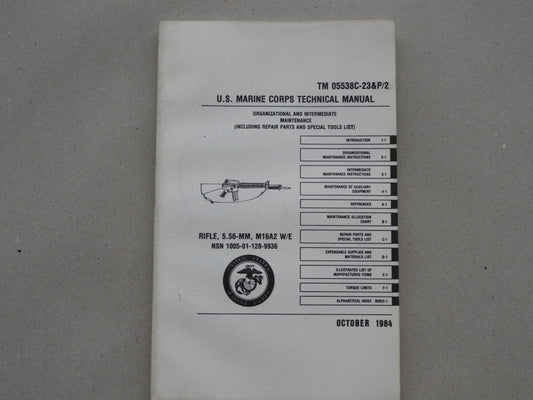 TM 05538C-23&P/2
U.S. MARINE CORPS TECHNICAL MANUAL
ORGANIZATIONAL AND INTERMEDIATE
MAINTENANCE
(INCLUDING REPAIR PARTS AND SPECIAL TOOLS LIST)
INTRODUCTION 1-1
ORGANIZATIONAL
MAINTENANCE INSTRUCTIONS 2-1
INTERMEDIATE
MAINTENANCE INSTRUCTIONS 3-1
MAINTENANCE OF AUXILIARY
EQUIPMENT 4-1
REFERENCES A-1
MAINTENANCE ALLOCATION
CHART B-1
REPAIR PARTS AND
SPECIAL TOOLS LIST C-1
EXPENDABLE SUPPLIES AND
MATERIALS LIST D-1
ILLUSTRATED LIST OF
MANUFACTURED ITEMS E-1
TORQUE LIMITS F-1
ALPHABETICAL INDEX INDEX-1
RIFLE, 5.56-MM, M16A2 W/E
NSN 1005-01-128-9936
OCTOBER 1984